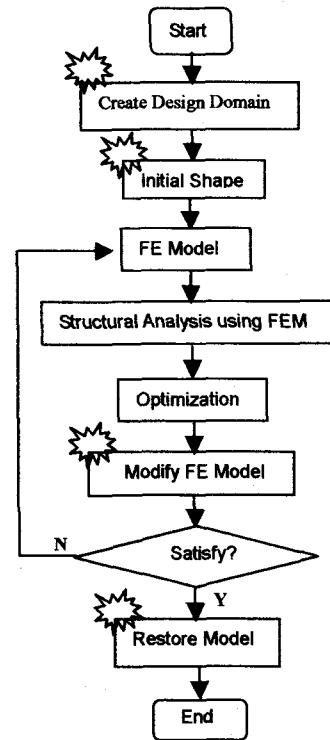 Start
Create Design Domain
Initial Shape
FE Model
Structural Analysis using FEM
Optimization
Modify FE Model
N
Satisfy?
Y
Restore Model
End